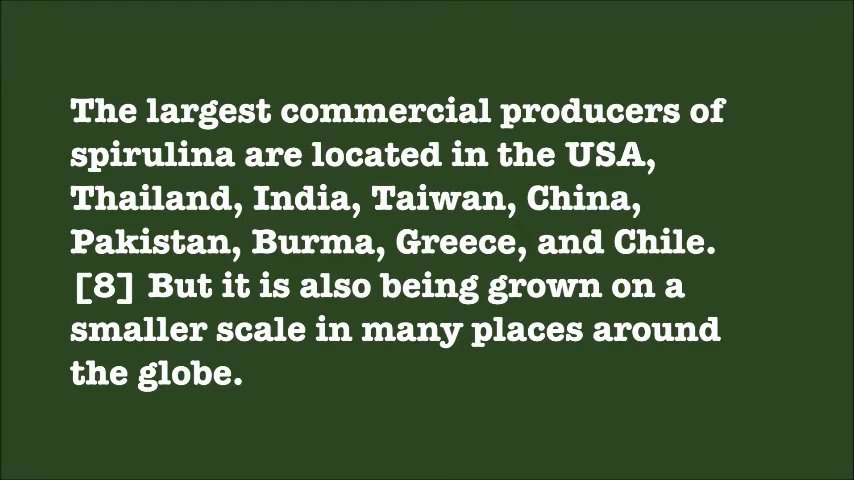 The largest commercial producers of
spirulina are located in the USA,
Thailand, India, Taiwan, China,
Pakistan, Burma, Greece, and Chile.
[8] But it is also being grown on a
smaller scale in many places around
the globe.